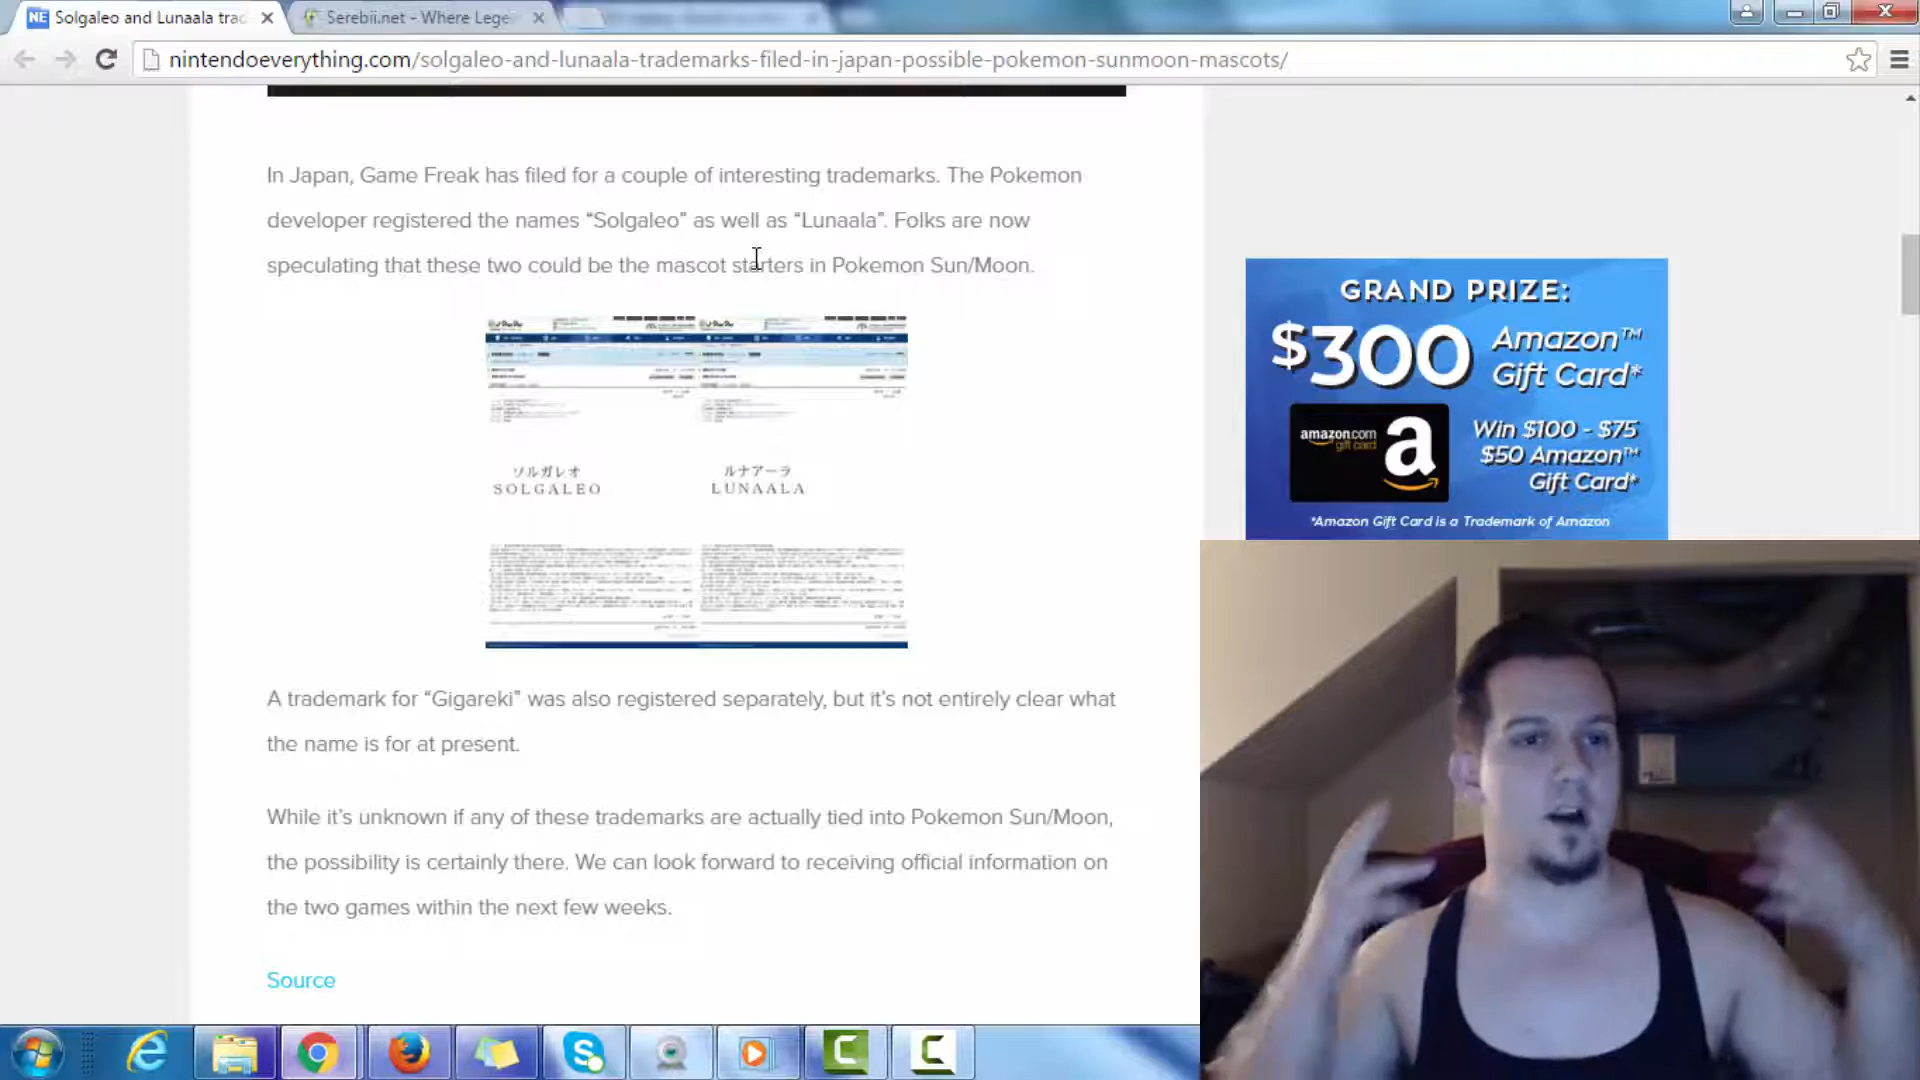 NE Solgaleo and Lunaala trad
Serebii.net - Where Lege
nintendoeverything.com/solgaleo-and-lunaala-trademarks-filed-in-japan-possible-pokemon-sunmoon-mascots/
In Japan, Game Freak has filed for a couple of interesting trademarks. The Pokemon
developer registered the names “Solgaleo” as well as “Lunaala”. Folks are now
speculating that these two could be the mascot starters in Pokemon Sun/Moon.
ソルガレオ
SOLGALEO
ルナアーラ
LUNAALA
A trademark for “Gigareki” was also registered separately, but it’s not entirely clear what
the name is for at present.
While it’s unknown if any of these trademarks are actually tied into Pokemon Sun/Moon,
the possibility is certainly there. We can look forward to receiving official information on
the two games within the next few weeks.
Source
GRAND PRIZE:
$300 Amazon™
Gift Card*
amazon.com
gift card
a
Win $100 - $75
$50 Amazon™
Gift Card*
*Amazon Gift Card is a Trademark of Amazon